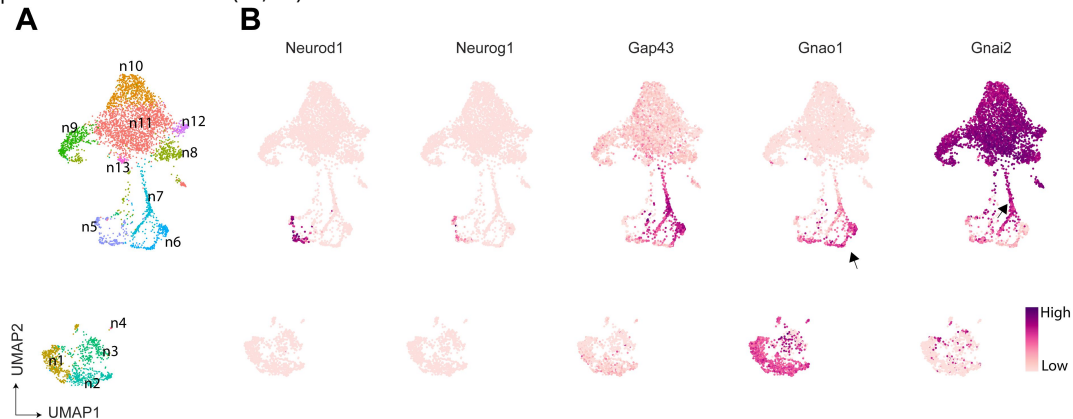 A
B
Neurod1
Neurog1
Gap43
Gnao1
Gnai2
n10
n9
n11
n12
n8
n13
n7
n5
n6
n4
n1
n3
n2
High
Low
UMAP2
UMAP1